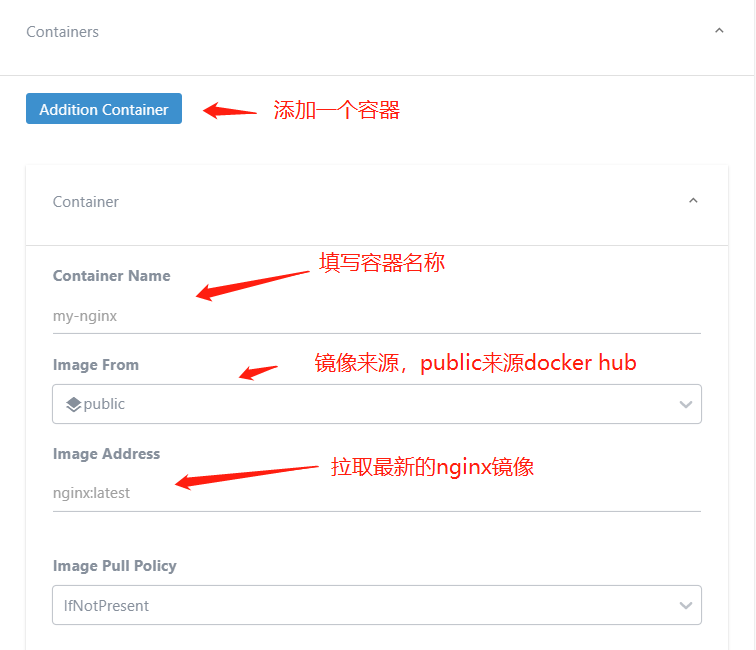 Containers
Addition Container
添加一个容器
Container
填写容器名称
Container Name
my-nginx
镜像来源，public来源docker hub
Image From
public
Image Address
拉取最新的nginx镜像
nginx:latest
Image Pull Policy
IfNotPresent